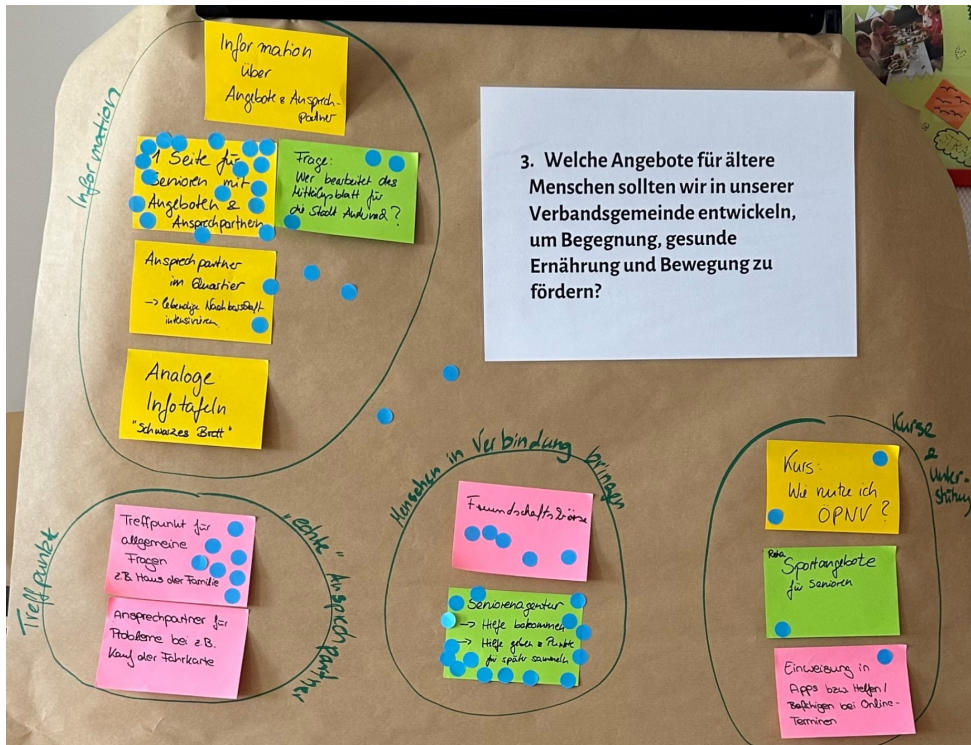 Information
Information
über
Angebote & Ansprech-
partner
1 Seite für
Senioren mit
Angeboten &
Ansprechpartnern
Frage:
Wer bearbeitet das
Mitteilungsblatt für
die Stadt
?
Ansprechpartner
im Quartier
→ lebendige Nachbarschaft
intensivieren
Analoge
Infotafeln
"Schwarzes Brett"
3. Welche Angebote für ältere
Menschen sollten wir in unserer
Verbandsgemeinde entwickeln,
um Begegnung, gesunde
Ernährung und Bewegung zu
fördern?
Treffpunkte
"echte" Ansprechpartner
Treffpunkt für
allgemeine
Fragen
z.B. Haus der Familie
Ansprechpartner für
Probleme bei z.B.
Kauf der Fahrkarte
Menschen in Verbindung bringen
Freundschaftsbörse
Seniorenagentur
→ Hilfe bekommen
→ Hilfe geben & Punkte
für später sammeln
Kurse
&
Unter-
stützung
Kurs:
Wie nutze ich
ÖPNV?
Reha
Sportangebote
für Senioren
Einweisung in
Apps bzw Helfen/
Befähigen bei Online-
Terminen